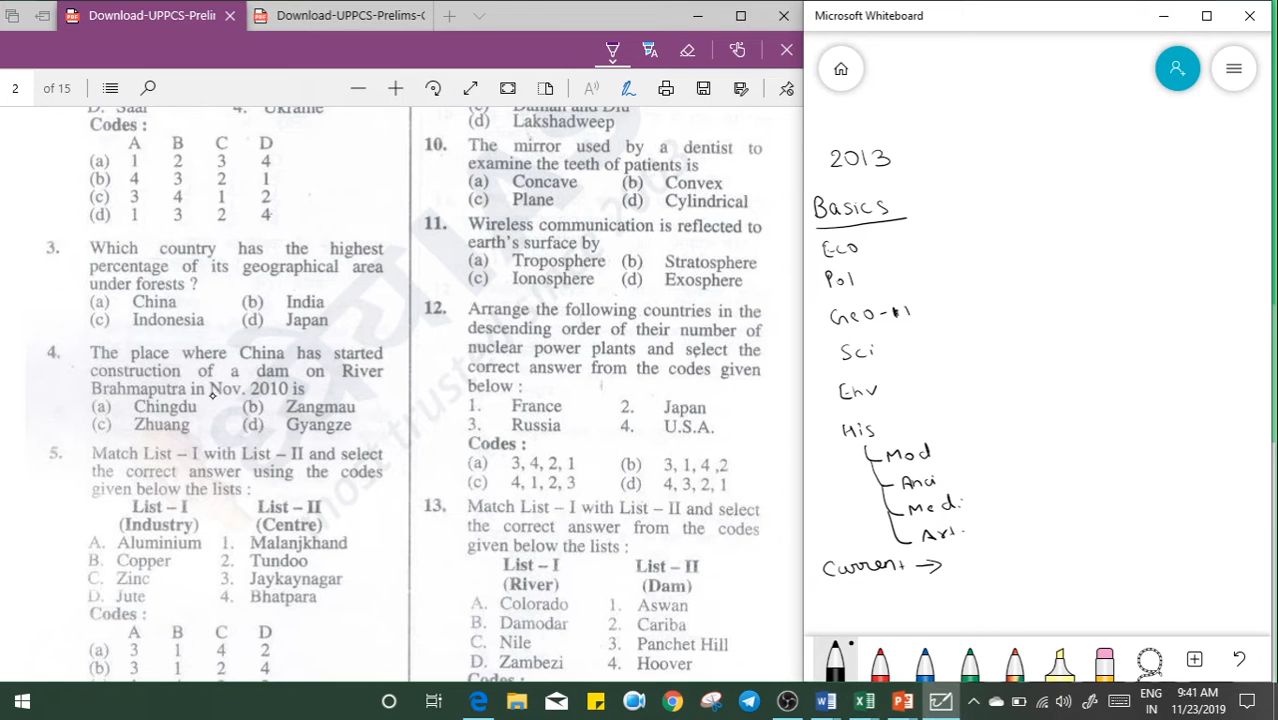 Download-UPPCS-Prelin
Download-UPPCS-Prelims-G
2 of 15
D. Saar 4. Ukraine
Codes :
A B C D
(a) 1 2 3 4
(b) 4 3 2 1
(c) 3 4 1 2
(d) 1 3 2 4
3. Which country has the highest
percentage of its geographical area
under forests ?
(a) China (b) India
(c) Indonesia (d) Japan
4. The place where China has started
construction of a dam on River
Brahmaputra in Nov. 2010 is
(a) Chingdu (b) Zangmau
(c) Zhuang (d) Gyangze
5. Match List – I with List – II and select
the correct answer using the codes
given below the lists :
List – I List – II
(Industry) (Centre)
A. Aluminium 1. Malanjkhand
B. Copper 2. Tundoo
C. Zinc 3. Jaykaynagar
D. Jute 4. Bhatpara
Codes :
A B C D
(a) 3 1 4 2
(b) 3 1 2 4
(c) Daman and Diu
(d) Lakshadweep
10. The mirror used by a dentist to
examine the teeth of patients is
(a) Concave (b) Convex
(c) Plane (d) Cylindrical
11. Wireless communication is reflected to
earth's surface by
(a) Troposphere (b) Stratosphere
(c) Ionosphere (d) Exosphere
12. Arrange the following countries in the
descending order of their number of
nuclear power plants and select the
correct answer from the codes given
below :
1. France 2. Japan
3. Russia 4. U.S.A.
Codes :
(a) 3, 4, 2, 1 (b) 3, 1, 4 ,2
(c) 4, 1, 2, 3 (d) 4, 3, 2, 1
13. Match List – I with List – II and select
the correct answer from the codes
given below the lists :
List – I List – II
(River) (Dam)
A. Colorado 1. Aswan
B. Damodar 2. Cariba
C. Nile 3. Panchet Hill
D. Zambezi 4. Hoover
Codes :
Microsoft Whiteboard
2013
Basics
Eco
Pol
Sci
Env
His
Mod
Anci
Medi.
Art.
Current →
ENG
IN
9:41 AM
11/23/2019